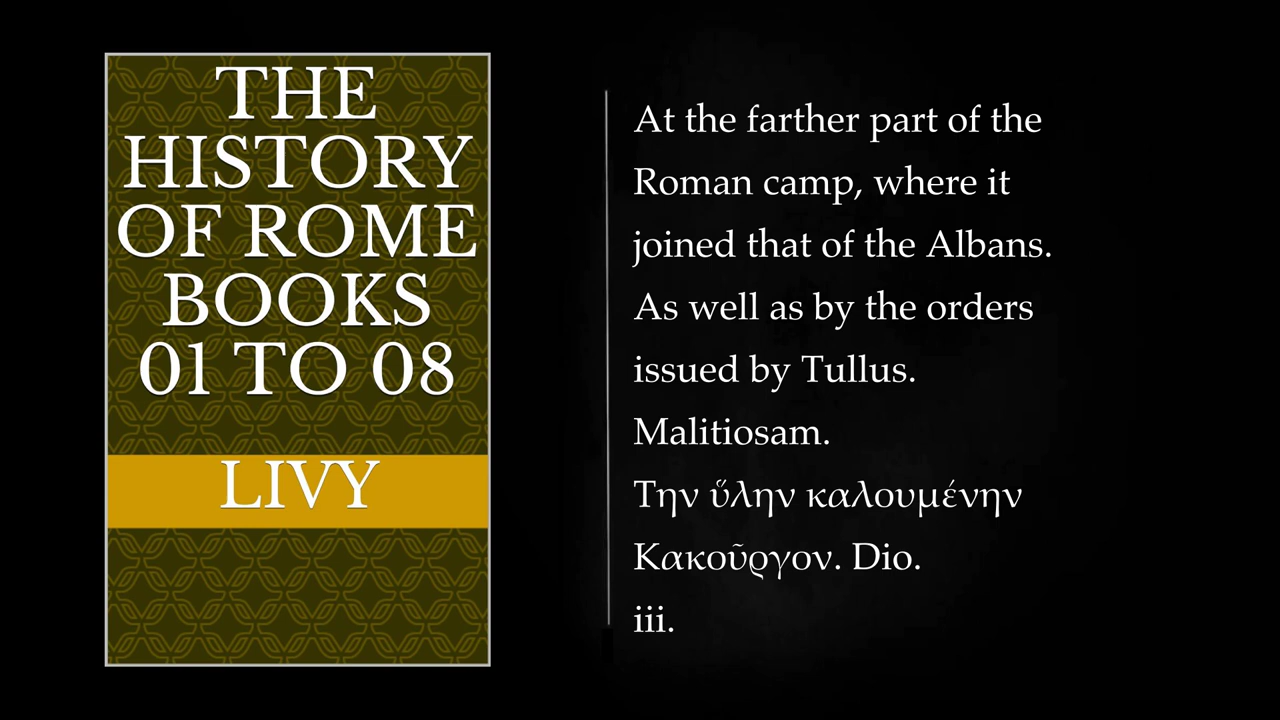 THE
HISTORY
OF ROME
BOOKS
01 TO 08
LIVY
At the farther part of the
Roman camp, where it
joined that of the Albans.
As well as by the orders
issued by Tullus.
Malitiosam.
Την ὕλην καλουμένην
Κακοῦργον. Dio.
iii.